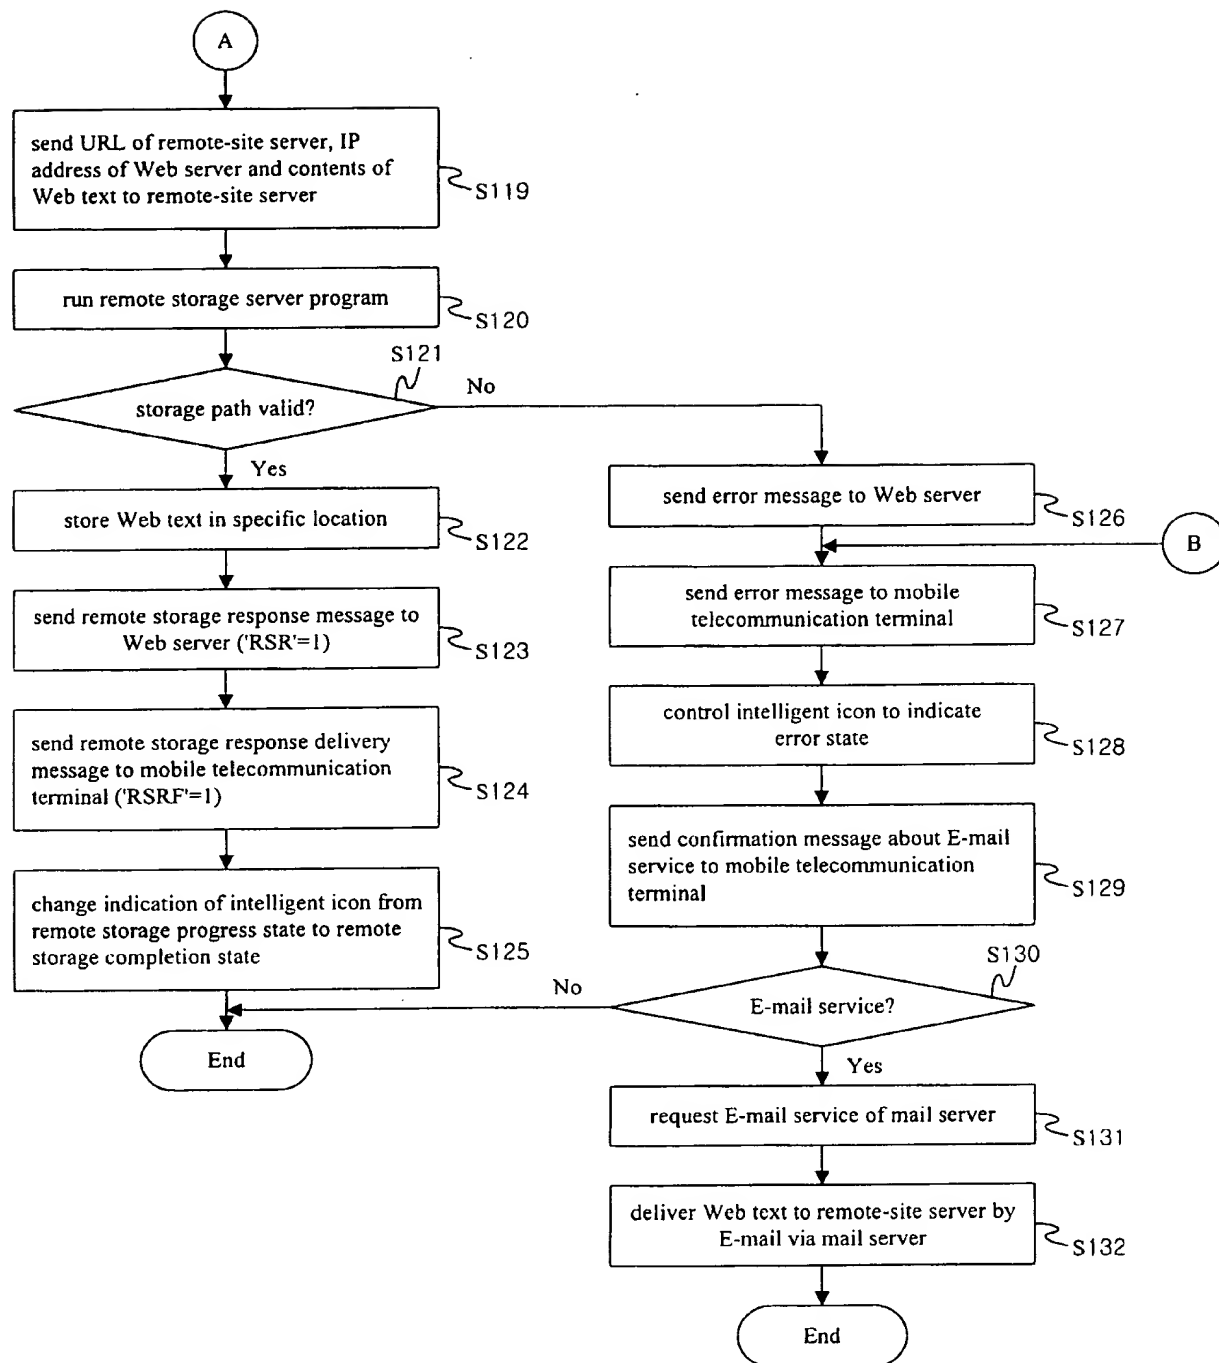 A
send URL of remote-site server, IP
address of Web server and contents of
Web text to remote-site server
S119
run remote storage server program
S120
S121
storage path valid?
No
Yes
store Web text in specific location
S122
send remote storage response message to
Web server ('RSR'=1)
S123
send remote storage response delivery
message to mobile telecommunication
terminal ('RSRF'=1)
S124
change indication of intelligent icon from
remote storage progress state to remote
storage completion state
S125
End
send error message to Web server
S126
B
send error message to mobile
telecommunication terminal
S127
control intelligent icon to indicate
error state
S128
send confirmation message about E-mail
service to mobile telecommunication
terminal
S129
S130
E-mail service?
No
Yes
request E-mail service of mail server
S131
deliver Web text to remote-site server by
E-mail via mail server
S132
End